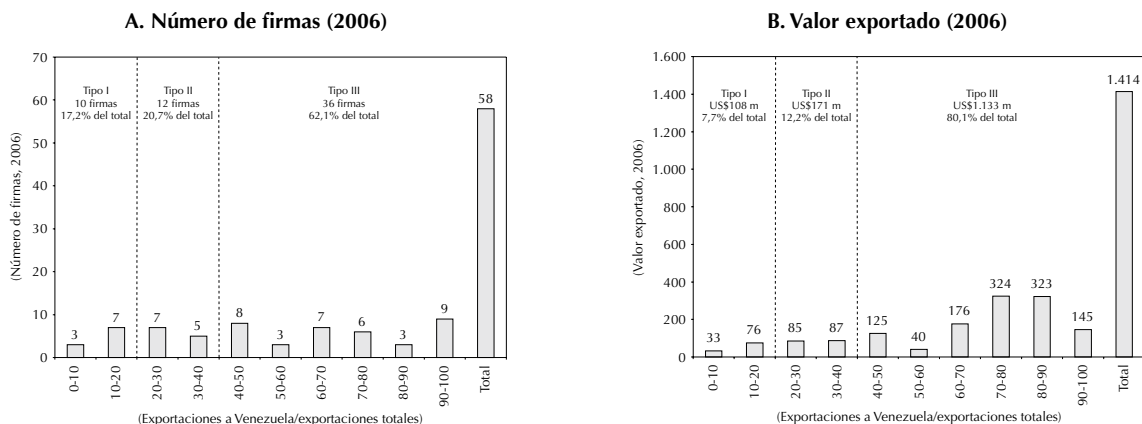 A. Número de firmas (2006)
(Número de firmas, 2006)
70
60
50
40
30
20
10
0
Tipo I
10 firmas
17,2% del total
Tipo II
12 firmas
20,7% del total
Tipo III
36 firmas
62,1% del total
3
7
7
5
8
3
7
6
3
9
58
0-10
10-20
20-30
30-40
40-50
50-60
60-70
70-80
80-90
90-100
Total
(Exportaciones a Venezuela/exportaciones totales)
B. Valor exportado (2006)
(Valor exportado, 2006)
1.600
1.400
1.200
1.000
800
600
400
200
0
Tipo I
US$108 m
7,7% del total
Tipo II
US$171 m
12,2% del total
Tipo III
US$1.133 m
80,1% del total
33
76
85
87
125
40
176
324
323
145
1.414
0-10
10-20
20-30
30-40
40-50
50-60
60-70
70-80
80-90
90-100
Total
(Exportaciones a Venezuela/exportaciones totales)